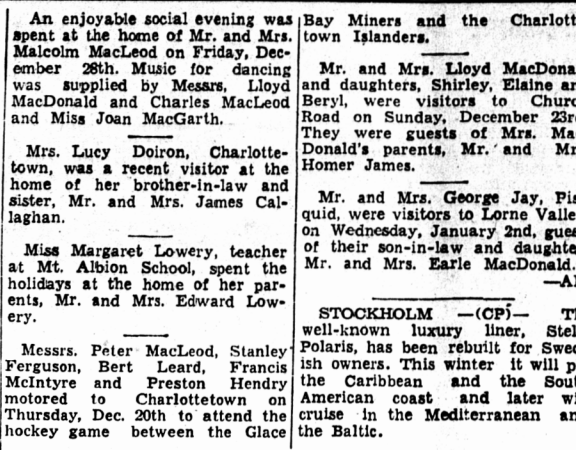 An enjoyable social evening was
spent at the home of Mr. and Mrs.
Malcolm MacLeod on Friday, Dec-
ember 28th. Music for dancing
was supplied by Messrs, Lloyd
MacDonald and Charles MacLeod
and Miss Joan MacGarth.
Mrs. Lucy Doiron, Charlotte-
town, was a recent visitor at the
home of her brother-in-law and
sister, Mr. and Mrs. James Cal-
laghan.
Miss Margaret Lowery, teacher
at Mt. Albion School, spent the
holidays at the home of her par-
ents, Mr. and Mrs. Edward Low-
ery.
Messrs. Peter MacLeod, Stanley
Ferguson, Bert Leard, Francis
McIntyre and Preston Hendry
motored to Charlottetown on
Thursday, Dec. 20th to attend the
hockey game between the Glace
Bay Miners and the Charlott
town Islanders.
Mr. and Mrs. Lloyd MacDona
and daughters, Shirley, Elaine an
Beryl, were visitors to Churc
Road on Sunday, December 23r
They were guests of Mrs. Ma
Donald's parents, Mr. and Mr
Homer James.
Mr. and Mrs. George Jay, Pis
quid, were visitors to Lorne Valle
on Wednesday, January 2nd, gues
of their son-in-law and daughte
Mr. and Mrs. Earle MacDonald.
—A
STOCKHOLM —(CP)— T
well-known luxury liner, Stel
Polaris, has been rebuilt for Swed
ish owners. This winter it will p
the Caribbean and the Sout
American coast and later wi
cruise in the Mediterranean an
the Baltic.